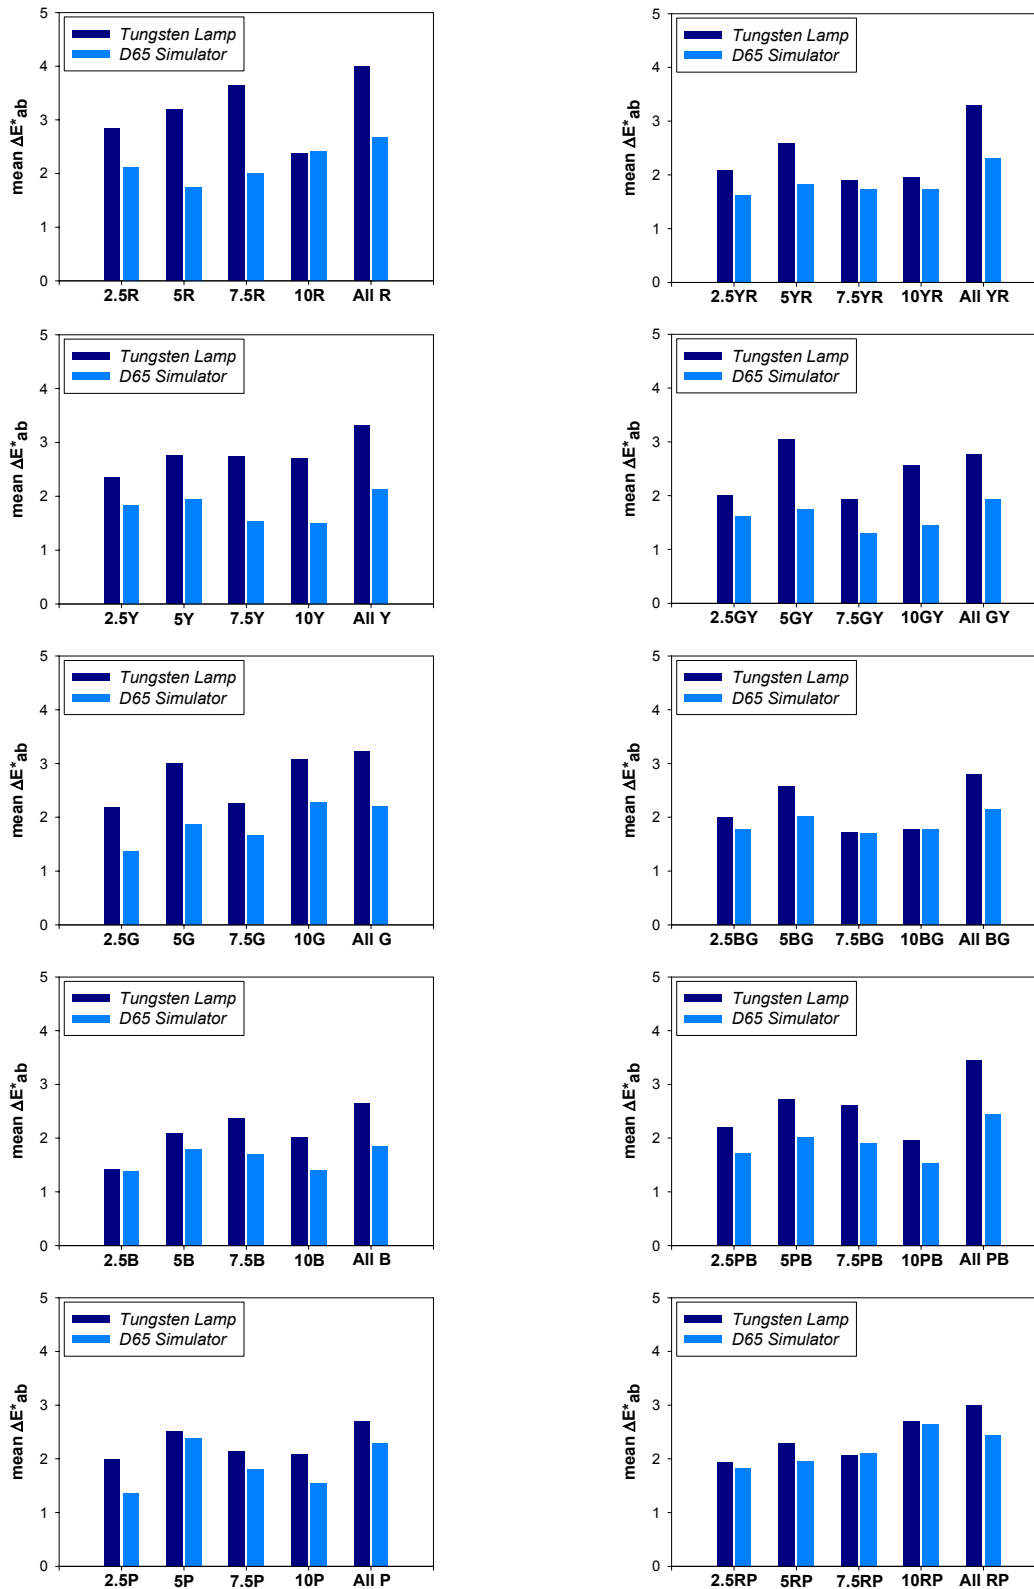 5
4
3
2
1
0
mean ΔE*ab
Tungsten Lamp
D65 Simulator
2.5R 5R 7.5R 10R All R
5
4
3
2
1
0
mean ΔE*ab
Tungsten Lamp
D65 Simulator
2.5YR 5YR 7.5YR 10YR All YR
5
4
3
2
1
0
mean ΔE*ab
Tungsten Lamp
D65 Simulator
2.5Y 5Y 7.5Y 10Y All Y
5
4
3
2
1
0
mean ΔE*ab
Tungsten Lamp
D65 Simulator
2.5GY 5GY 7.5GY 10GY All GY
5
4
3
2
1
0
mean ΔE*ab
Tungsten Lamp
D65 Simulator
2.5G 5G 7.5G 10G All G
5
4
3
2
1
0
mean ΔE*ab
Tungsten Lamp
D65 Simulator
2.5BG 5BG 7.5BG 10BG All BG
5
4
3
2
1
0
mean ΔE*ab
Tungsten Lamp
D65 Simulator
2.5B 5B 7.5B 10B All B
5
4
3
2
1
0
mean ΔE*ab
Tungsten Lamp
D65 Simulator
2.5PB 5PB 7.5PB 10PB All PB
5
4
3
2
1
0
mean ΔE*ab
Tungsten Lamp
D65 Simulator
2.5P 5P 7.5P 10P All P
5
4
3
2
1
0
mean ΔE*ab
Tungsten Lamp
D65 Simulator
2.5RP 5RP 7.5RP 10RP All RP